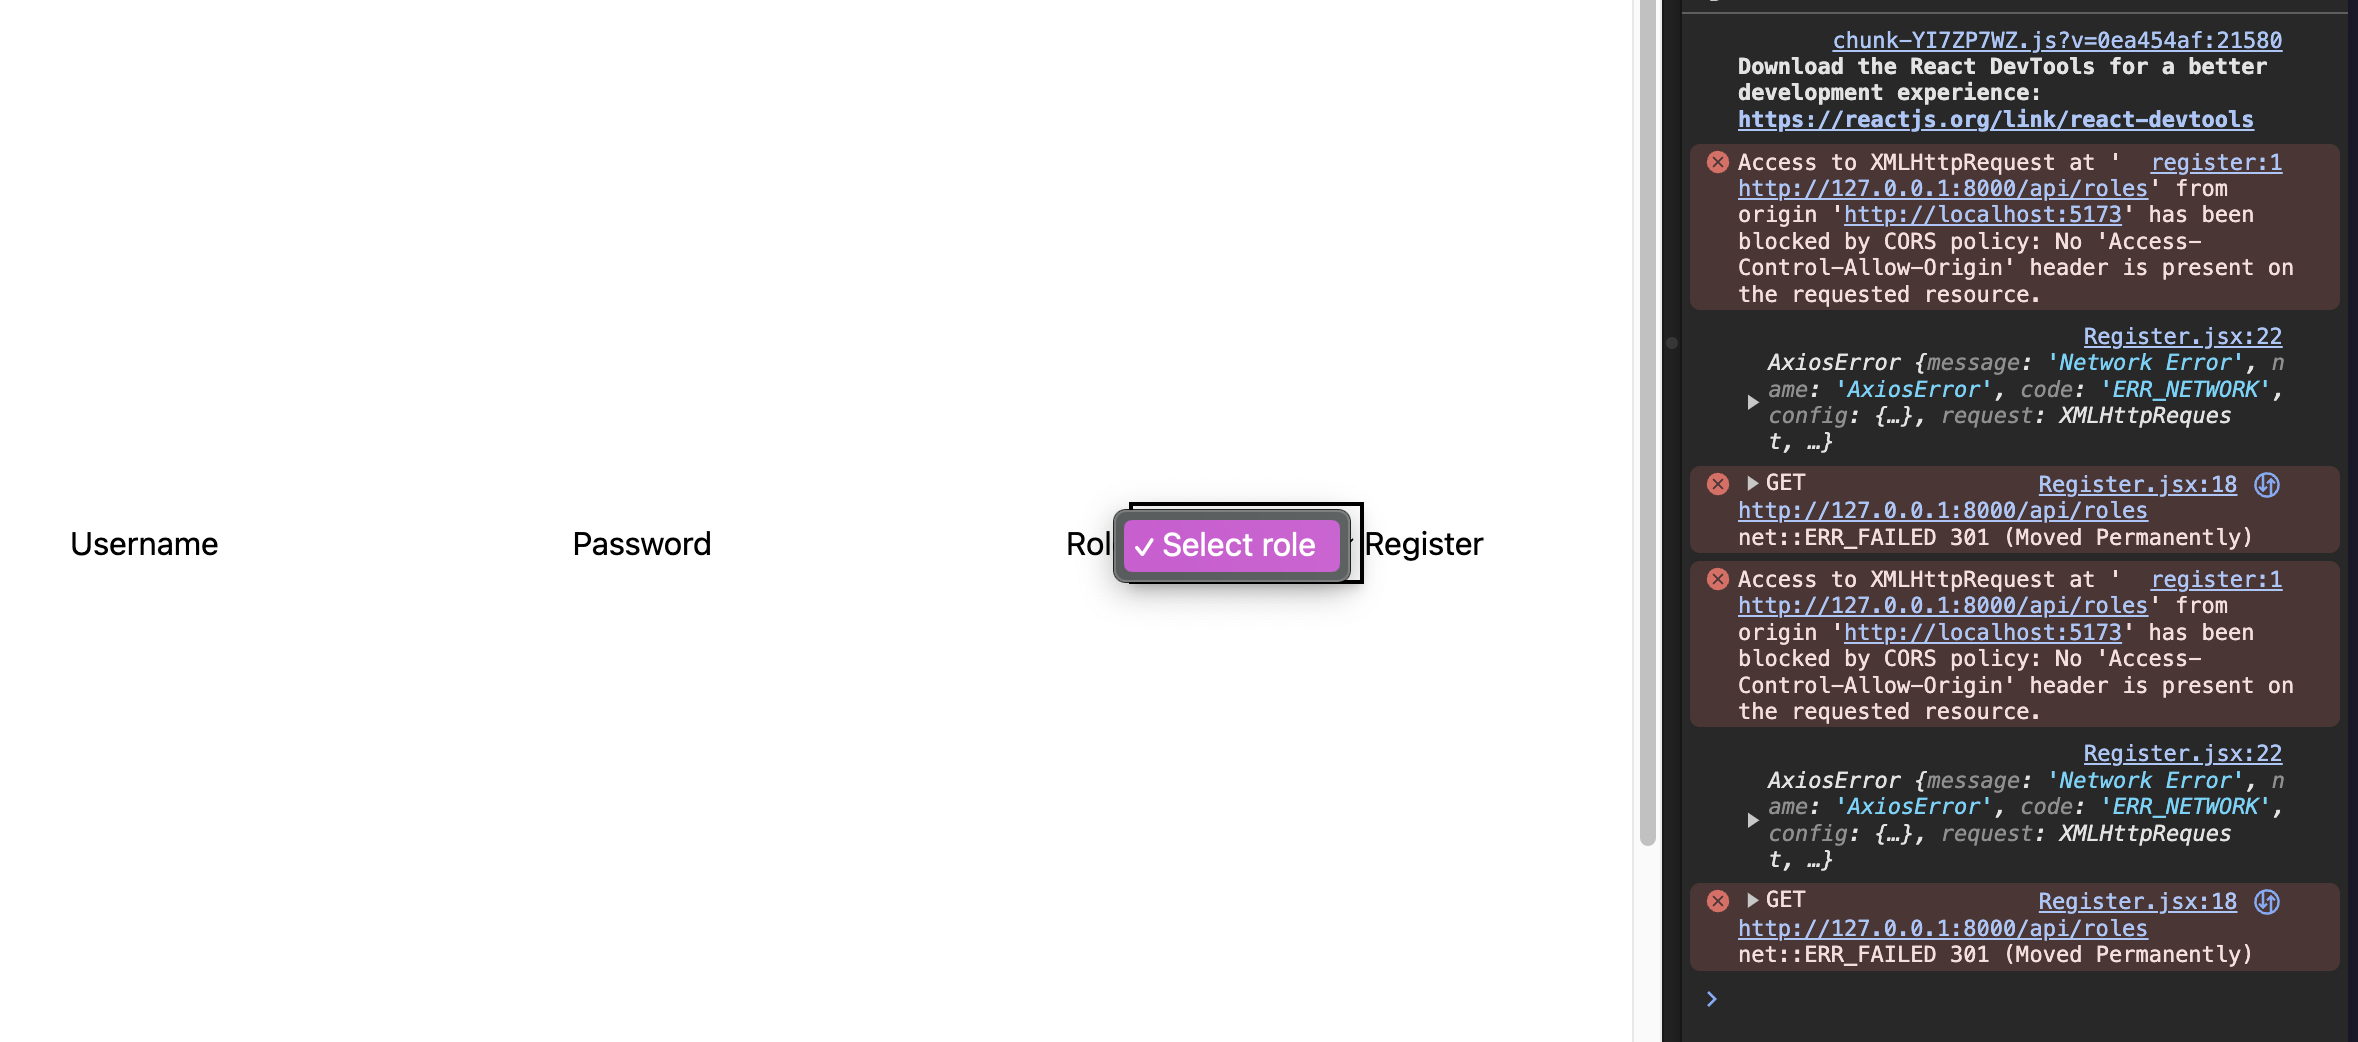 Username
Password
Rol
✓ Select role
Register
chunk-YI7ZP7WZ.js?v=0ea454af:21580
Download the React DevTools for a better
development experience:
https://reactjs.org/link/react-devtools
Access to XMLHttpRequest at ' register:1
http://127.0.0.1:8000/api/roles' from
origin 'http://localhost:5173' has been
blocked by CORS policy: No 'Access-
Control-Allow-Origin' header is present on
the requested resource.
Register.jsx:22
AxiosError {message: 'Network Error', n
ame: 'AxiosError', code: 'ERR_NETWORK',
config: {…}, request: XMLHttpReques
t, …}
GET Register.jsx:18
http://127.0.0.1:8000/api/roles
net::ERR_FAILED 301 (Moved Permanently)
Access to XMLHttpRequest at ' register:1
http://127.0.0.1:8000/api/roles' from
origin 'http://localhost:5173' has been
blocked by CORS policy: No 'Access-
Control-Allow-Origin' header is present on
the requested resource.
Register.jsx:22
AxiosError {message: 'Network Error', n
ame: 'AxiosError', code: 'ERR_NETWORK',
config: {…}, request: XMLHttpReques
t, …}
GET Register.jsx:18
http://127.0.0.1:8000/api/roles
net::ERR_FAILED 301 (Moved Permanently)